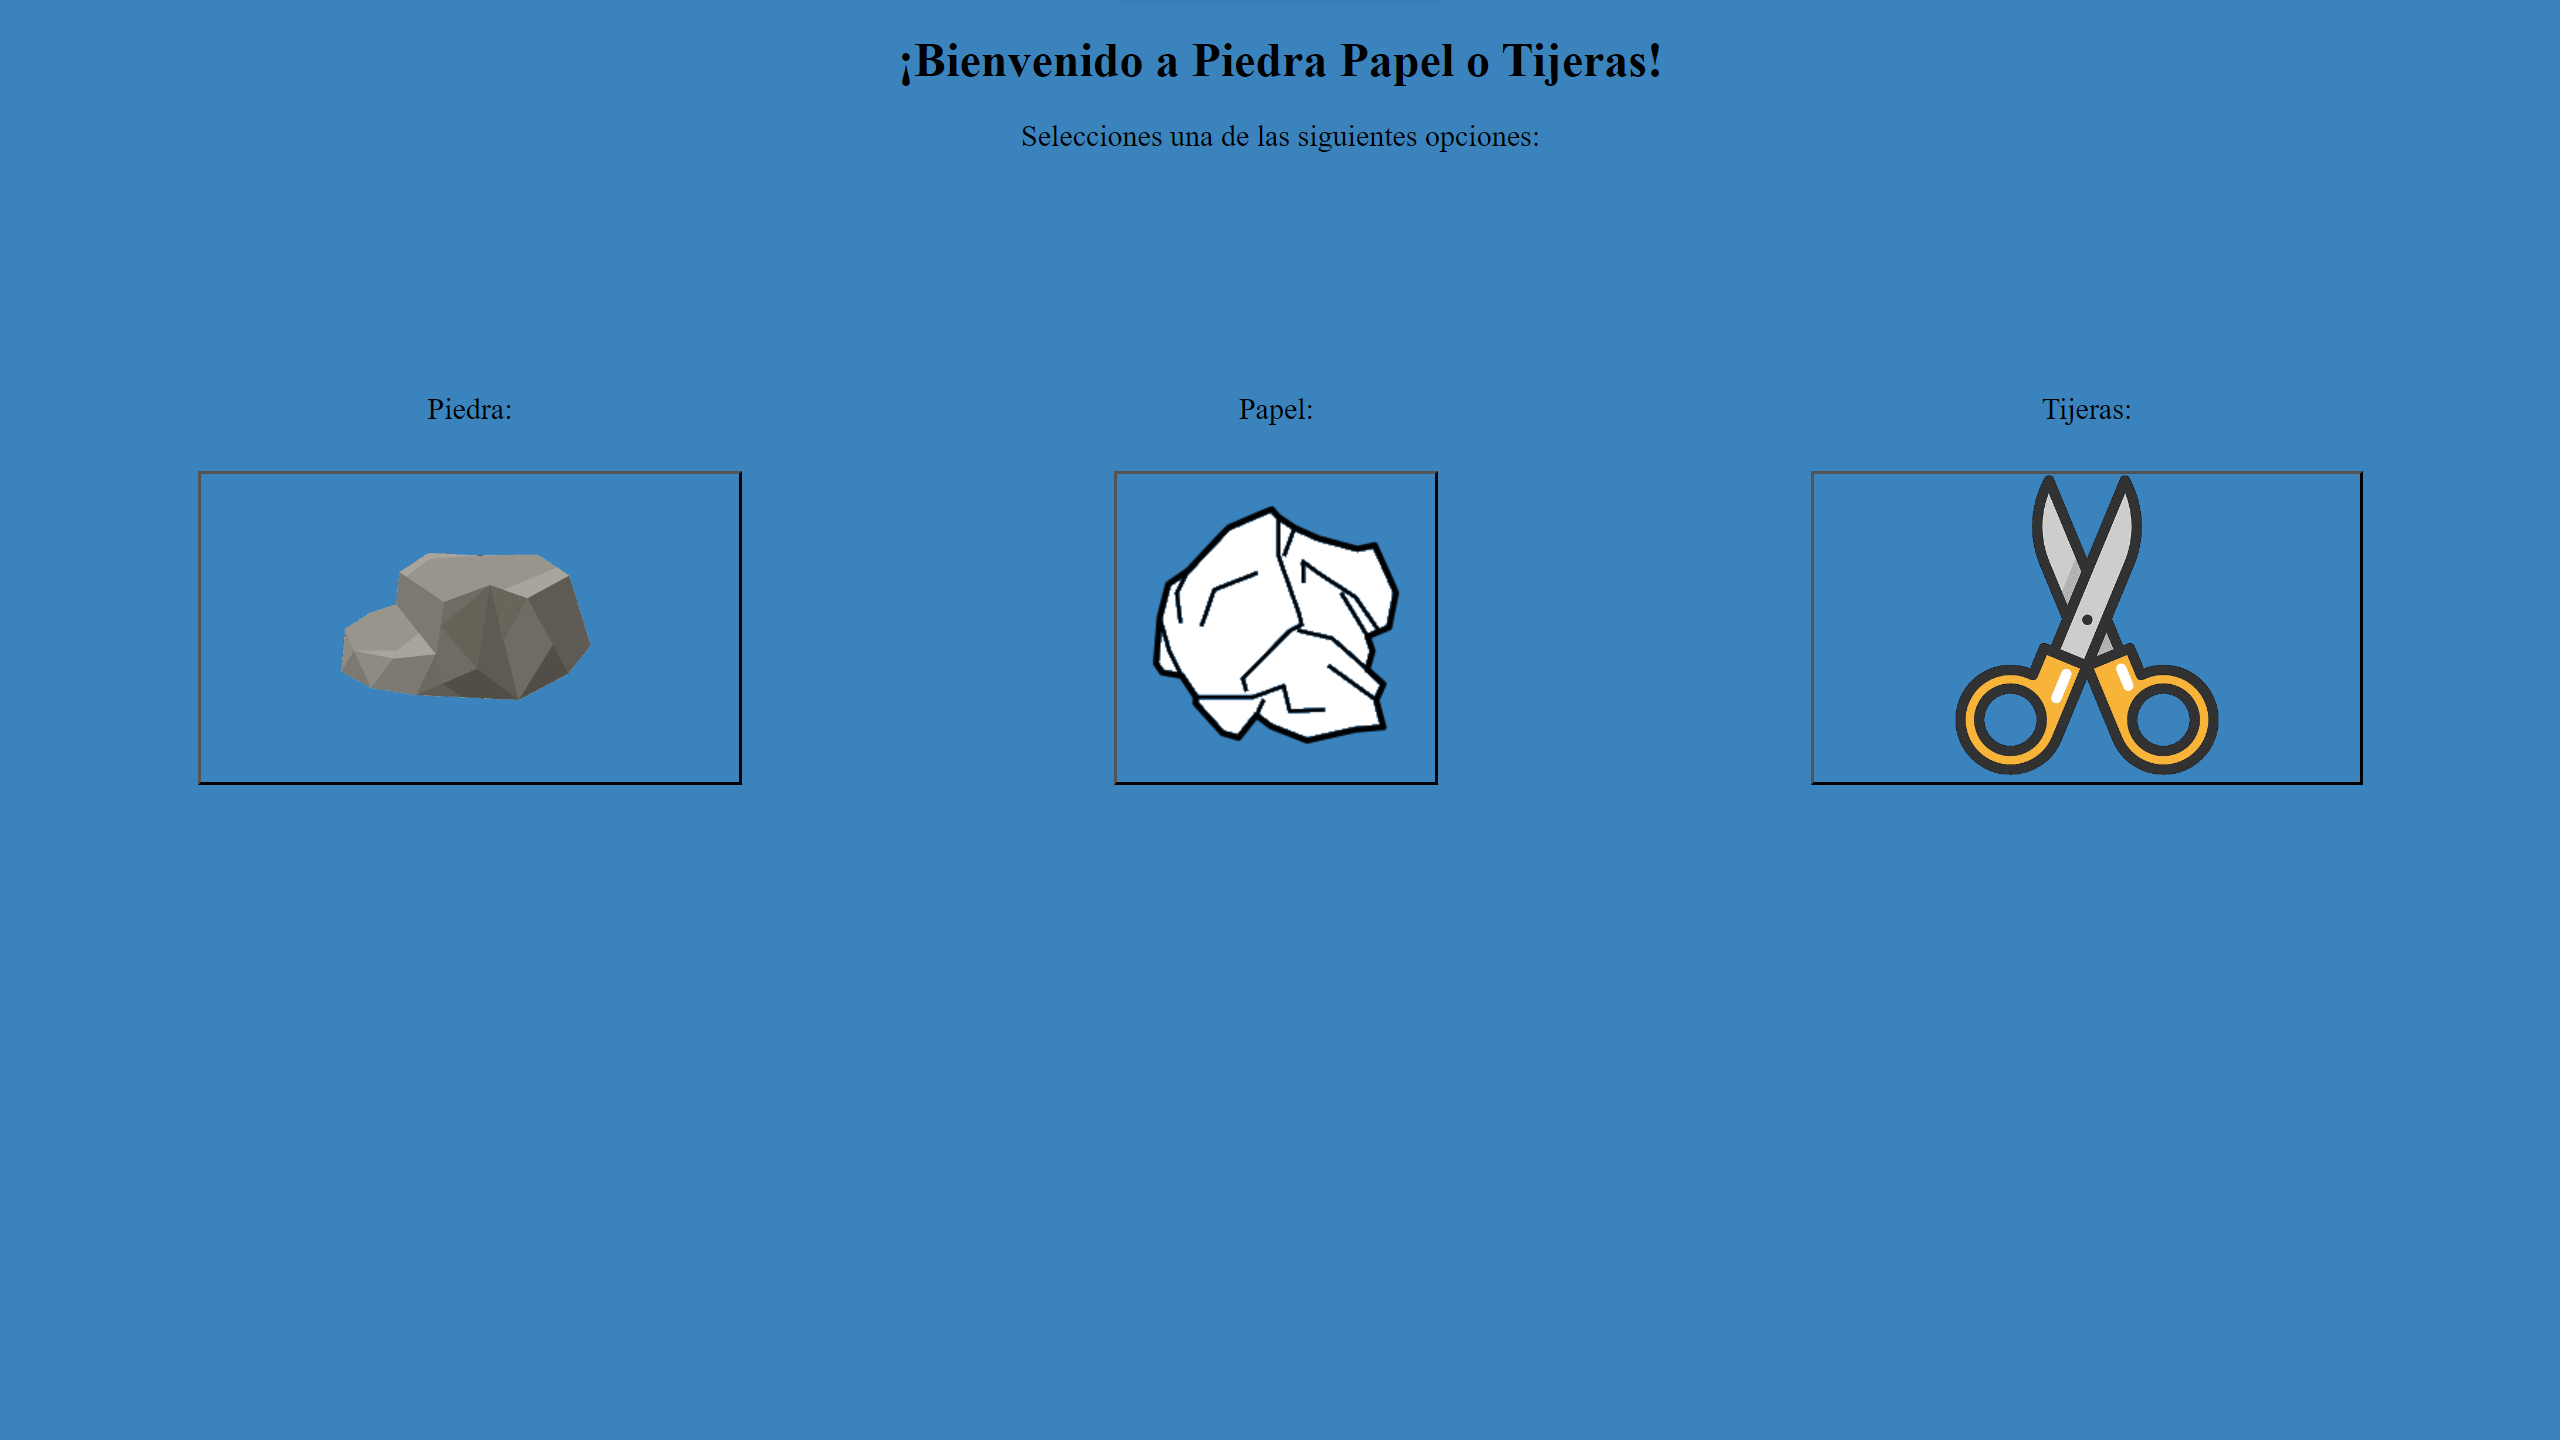 ¡Bienvenido a Piedra Papel o Tijeras!
Selecciones una de las siguientes opciones:
Piedra:
Papel:
Tijeras: